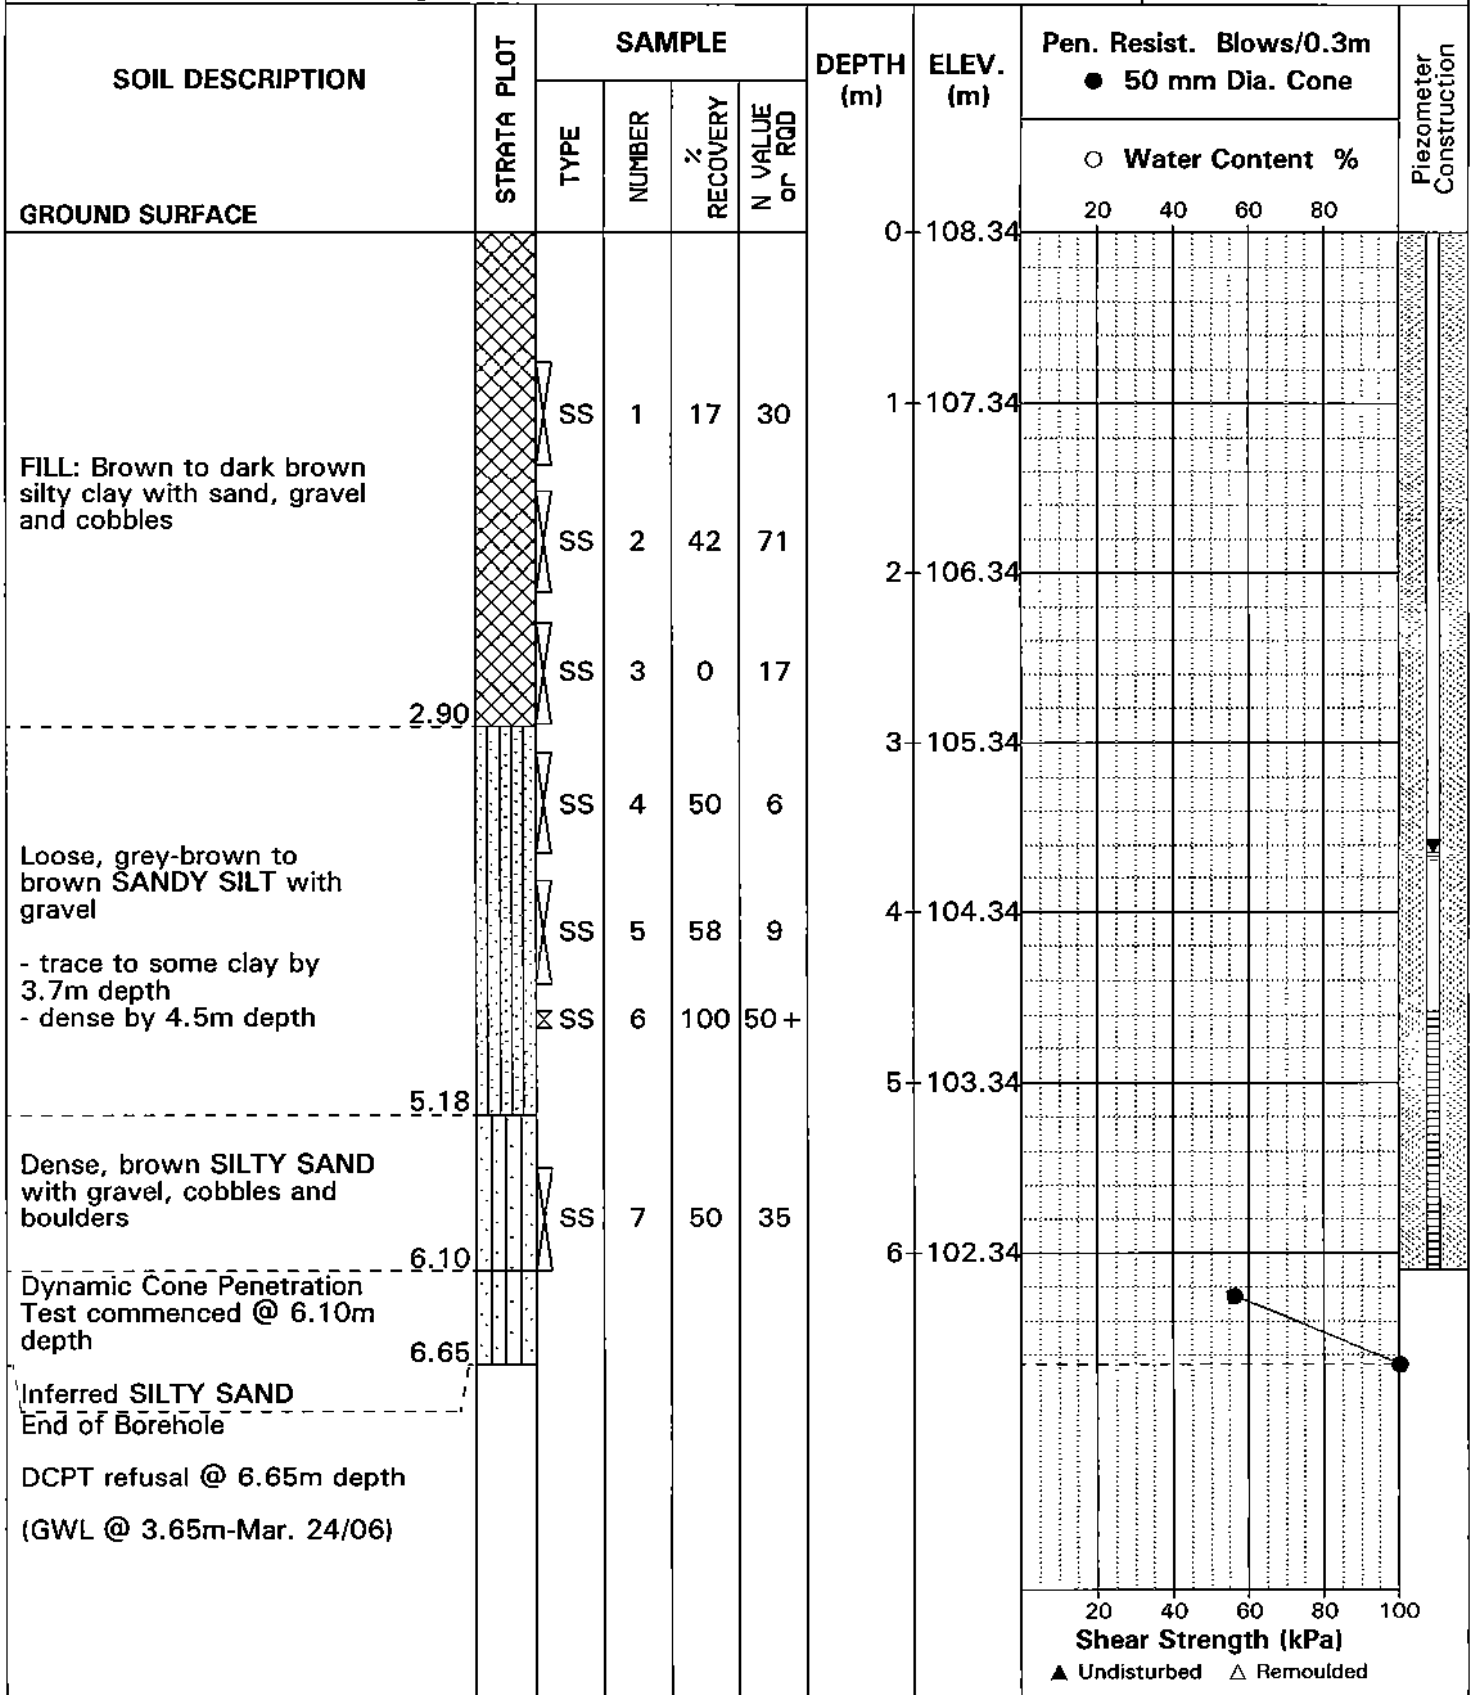 SOIL DESCRIPTION
GROUND SURFACE
STRATA PLOT
SAMPLE
TYPE
NUMBER
%
RECOVERY
N VALUE
or RQD
DEPTH
(m)
ELEV.
(m)
Pen. Resist. Blows/0.3m
● 50 mm Dia. Cone
○ Water Content %
20 40 60 80
Piezometer
Construction
0 108.34
SS 1 17 30
1 107.34
FILL: Brown to dark brown
silty clay with sand, gravel
and cobbles
SS 2 42 71
2 106.34
SS 3 0 17
2.90
3 105.34
SS 4 50 6
Loose, grey-brown to
brown SANDY SILT with
gravel
4 104.34
SS 5 58 9
- trace to some clay by
3.7m depth
- dense by 4.5m depth
SS 6 100 50+
5 103.34
5.18
Dense, brown SILTY SAND
with gravel, cobbles and
boulders
SS 7 50 35
6 102.34
6.10
Dynamic Cone Penetration
Test commenced @ 6.10m
depth
6.65
Inferred SILTY SAND
End of Borehole
DCPT refusal @ 6.65m depth
(GWL @ 3.65m-Mar. 24/06)
20 40 60 80 100
Shear Strength (kPa)
▲ Undisturbed △ Remoulded